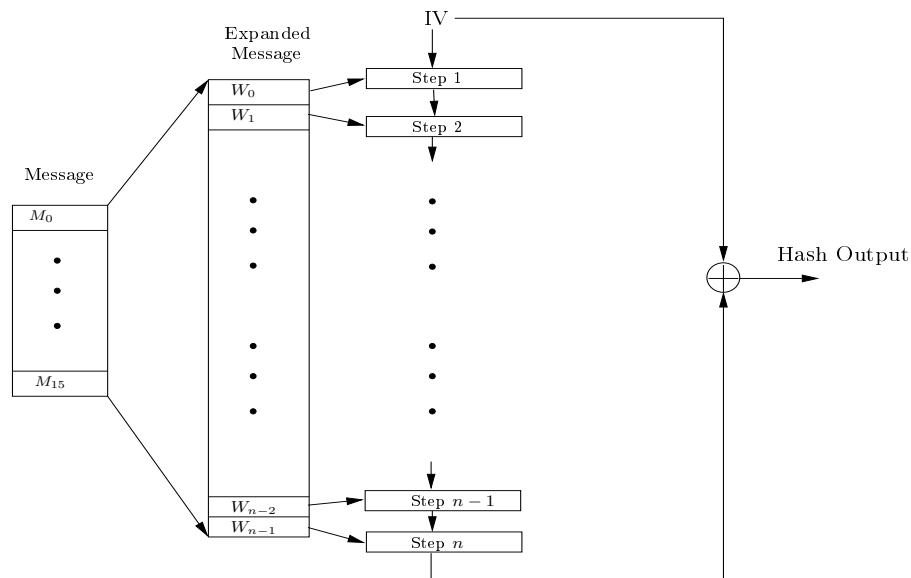 IV
Expanded
Message
Step 1
W₀
W₁
Step 2
Message
M₀
Hash Output
M₁₅
Wₙ₋₂
Step n − 1
Wₙ₋₁
Step n